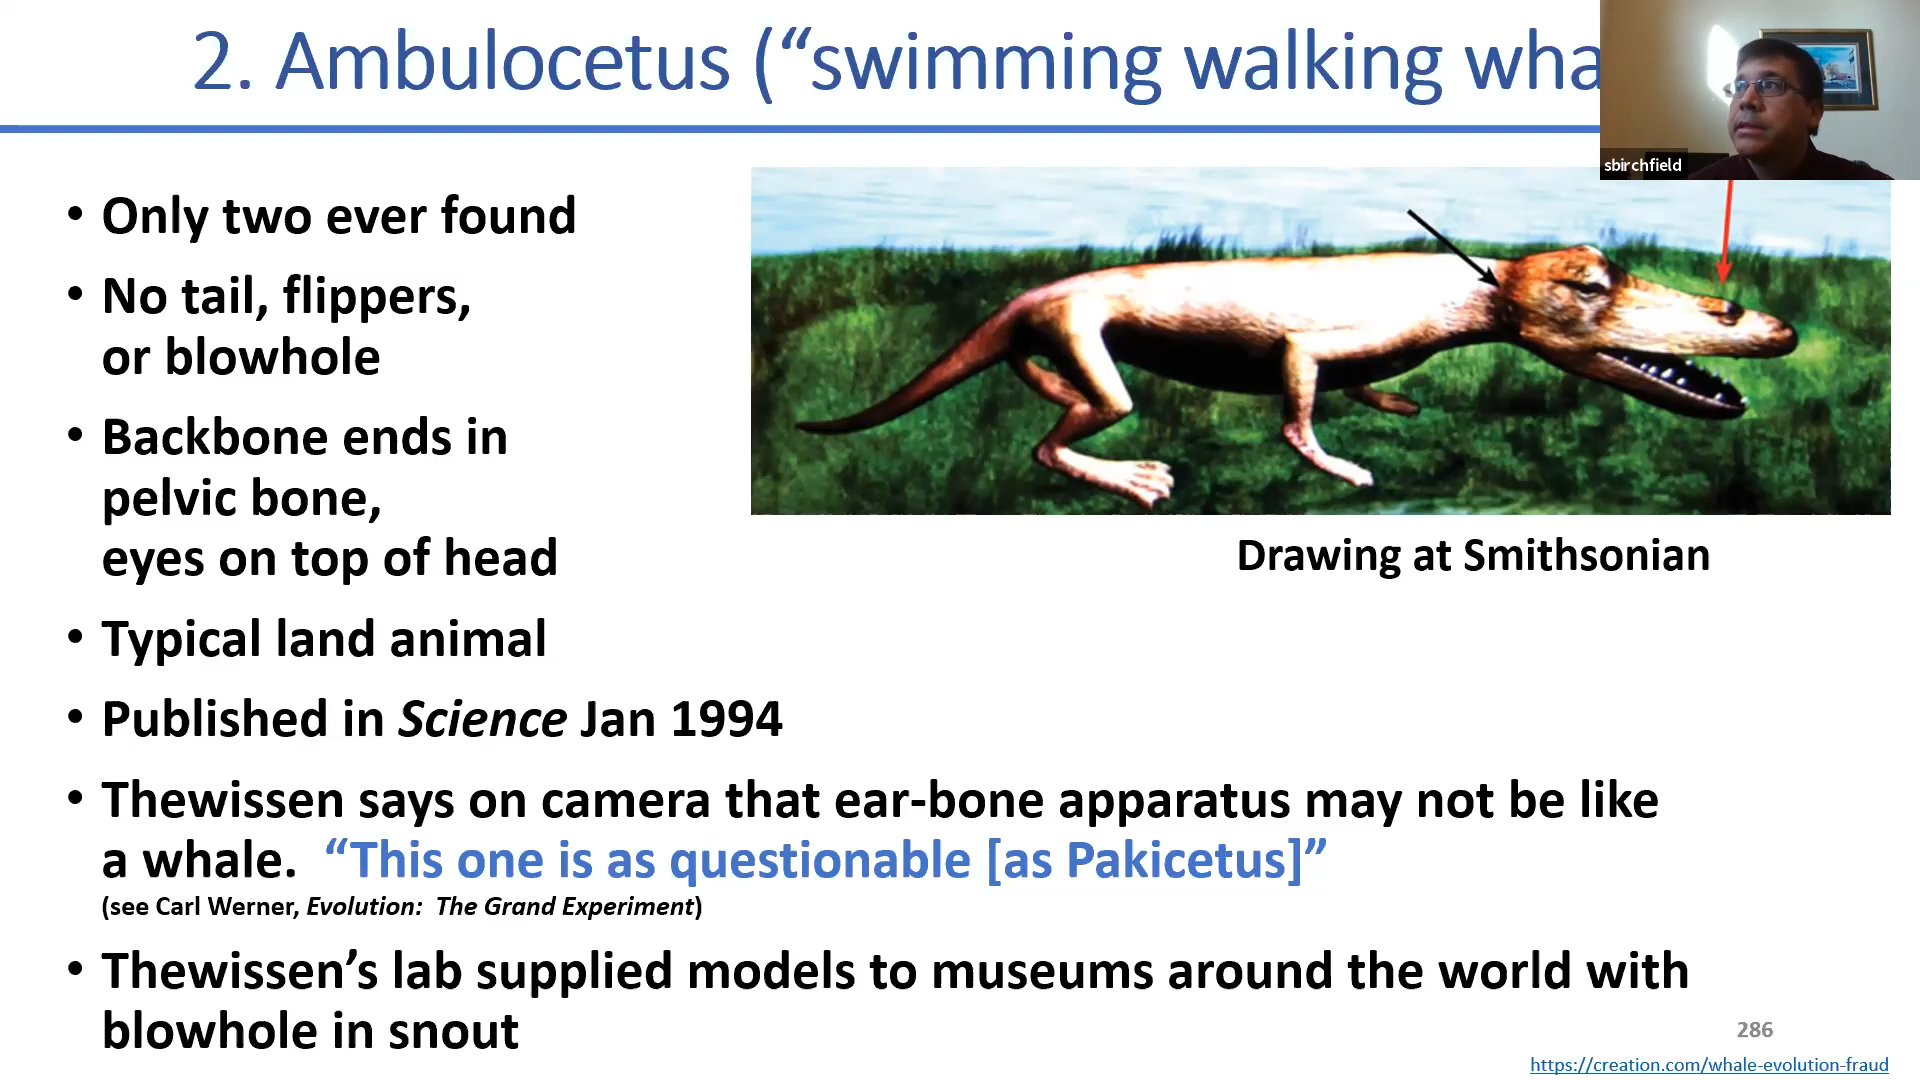 2. Ambulocetus (“swimming walking wha
sbirchfield
• Only two ever found
• No tail, flippers,
or blowhole
• Backbone ends in
pelvic bone,
eyes on top of head
• Typical land animal
• Published in Science Jan 1994
• Thewissen says on camera that ear-bone apparatus may not be like
a whale. “This one is as questionable [as Pakicetus]”
(see Carl Werner, Evolution: The Grand Experiment)
• Thewissen’s lab supplied models to museums around the world with
blowhole in snout
Drawing at Smithsonian
286
https://creation.com/whale-evolution-fraud